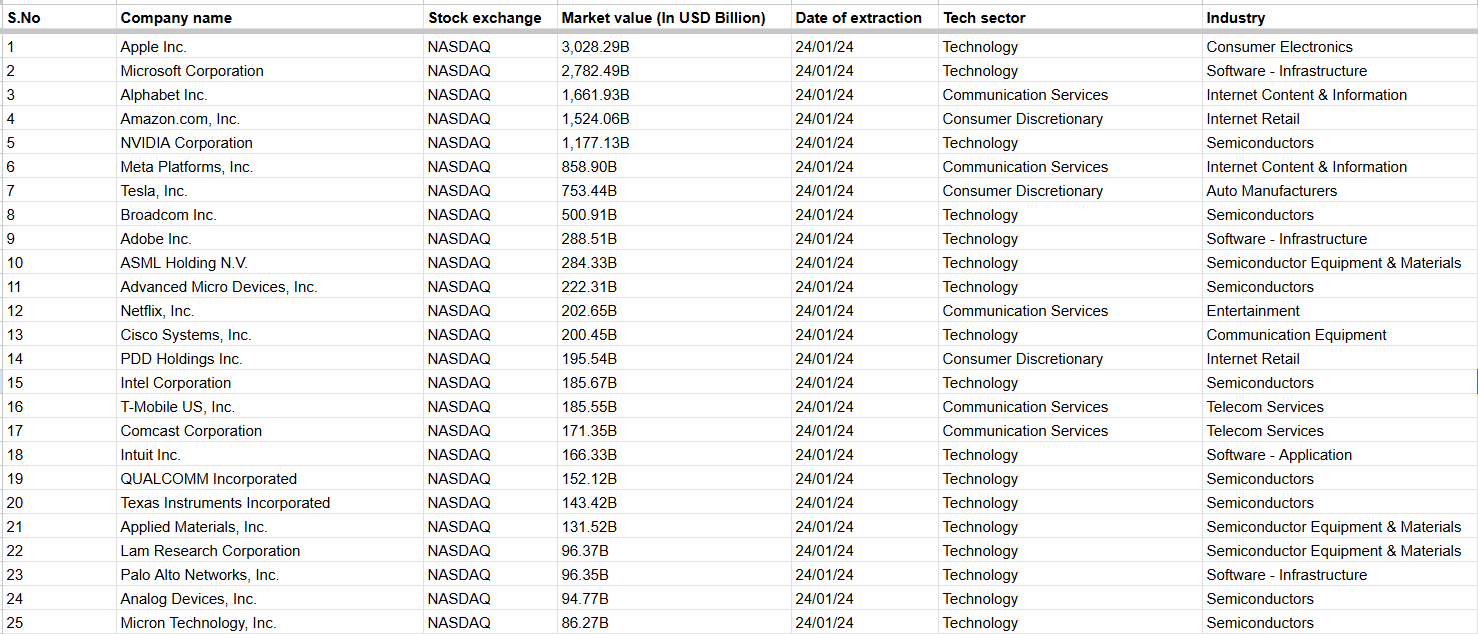 S.No Company name Stock exchange Market value (In USD Billion) Date of extraction Tech sector Industry
1 Apple Inc. NASDAQ 3,028.29B 24/01/24 Technology Consumer Electronics
2 Microsoft Corporation NASDAQ 2,782.49B 24/01/24 Technology Software - Infrastructure
3 Alphabet Inc. NASDAQ 1,661.93B 24/01/24 Communication Services Internet Content & Information
4 Amazon.com, Inc. NASDAQ 1,524.06B 24/01/24 Consumer Discretionary Internet Retail
5 NVIDIA Corporation NASDAQ 1,177.13B 24/01/24 Technology Semiconductors
6 Meta Platforms, Inc. NASDAQ 858.90B 24/01/24 Communication Services Internet Content & Information
7 Tesla, Inc. NASDAQ 753.44B 24/01/24 Consumer Discretionary Auto Manufacturers
8 Broadcom Inc. NASDAQ 500.91B 24/01/24 Technology Semiconductors
9 Adobe Inc. NASDAQ 288.51B 24/01/24 Technology Software - Infrastructure
10 ASML Holding N.V. NASDAQ 284.33B 24/01/24 Technology Semiconductor Equipment & Materials
11 Advanced Micro Devices, Inc. NASDAQ 222.31B 24/01/24 Technology Semiconductors
12 Netflix, Inc. NASDAQ 202.65B 24/01/24 Communication Services Entertainment
13 Cisco Systems, Inc. NASDAQ 200.45B 24/01/24 Technology Communication Equipment
14 PDD Holdings Inc. NASDAQ 195.54B 24/01/24 Consumer Discretionary Internet Retail
15 Intel Corporation NASDAQ 185.67B 24/01/24 Technology Semiconductors
16 T-Mobile US, Inc. NASDAQ 185.55B 24/01/24 Communication Services Telecom Services
17 Comcast Corporation NASDAQ 171.35B 24/01/24 Communication Services Telecom Services
18 Intuit Inc. NASDAQ 166.33B 24/01/24 Technology Software - Application
19 QUALCOMM Incorporated NASDAQ 152.12B 24/01/24 Technology Semiconductors
20 Texas Instruments Incorporated NASDAQ 143.42B 24/01/24 Technology Semiconductors
21 Applied Materials, Inc. NASDAQ 131.52B 24/01/24 Technology Semiconductor Equipment & Materials
22 Lam Research Corporation NASDAQ 96.37B 24/01/24 Technology Semiconductor Equipment & Materials
23 Palo Alto Networks, Inc. NASDAQ 96.35B 24/01/24 Technology Software - Infrastructure
24 Analog Devices, Inc. NASDAQ 94.77B 24/01/24 Technology Semiconductors
25 Micron Technology, Inc. NASDAQ 86.27B 24/01/24 Technology Semiconductors